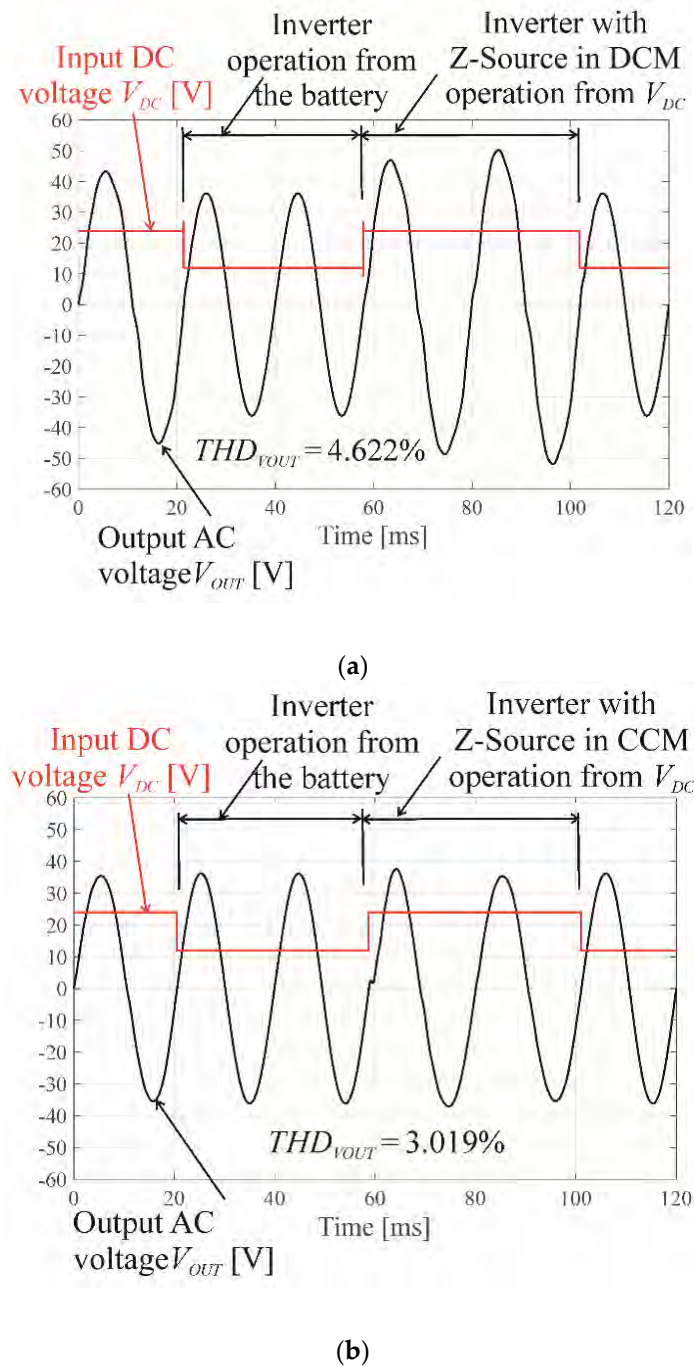 Input DC
voltage V_DC [V]
Inverter
operation from
the battery
Inverter with
Z-Source in DCM
operation from V_DC
60
50
40
30
20
10
0
-10
-20
-30
-40
-50
-60
THD_VOUT = 4.622%
0 20 40 60 80 100 120
Time [ms]
Output AC
voltage V_OUT [V]
(a)
Input DC
voltage V_DC [V]
Inverter
operation from
the battery
Inverter with
Z-Source in CCM
operation from V_DC
60
50
40
30
20
10
0
-10
-20
-30
-40
-50
-60
THD_VOUT = 3.019%
0 20 40 60 80 100 120
Time [ms]
Output AC
voltage V_OUT [V]
(b)